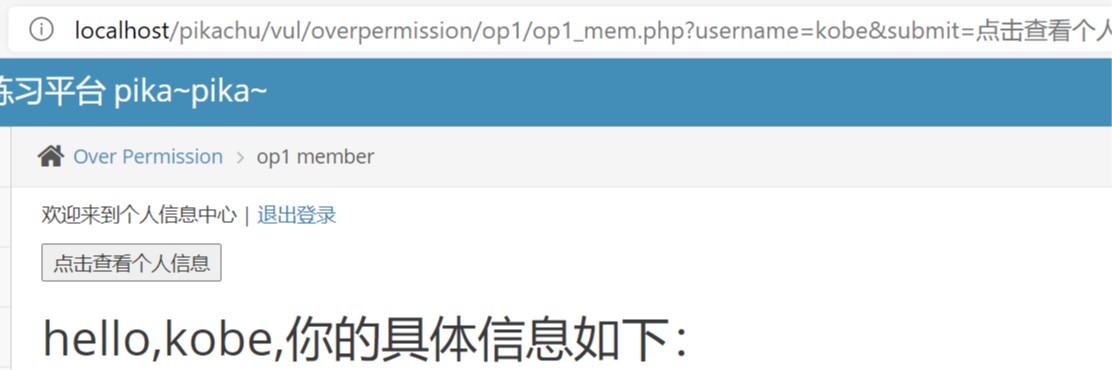 localhost/pikachu/vul/overpermission/op1/op1_mem.php?username=kobe&submit=点击查看个人
练习平台 pika~pika~
Over Permission > op1 member
欢迎来到个人信息中心 | 退出登录
点击查看个人信息
hello,kobe,你的具体信息如下：